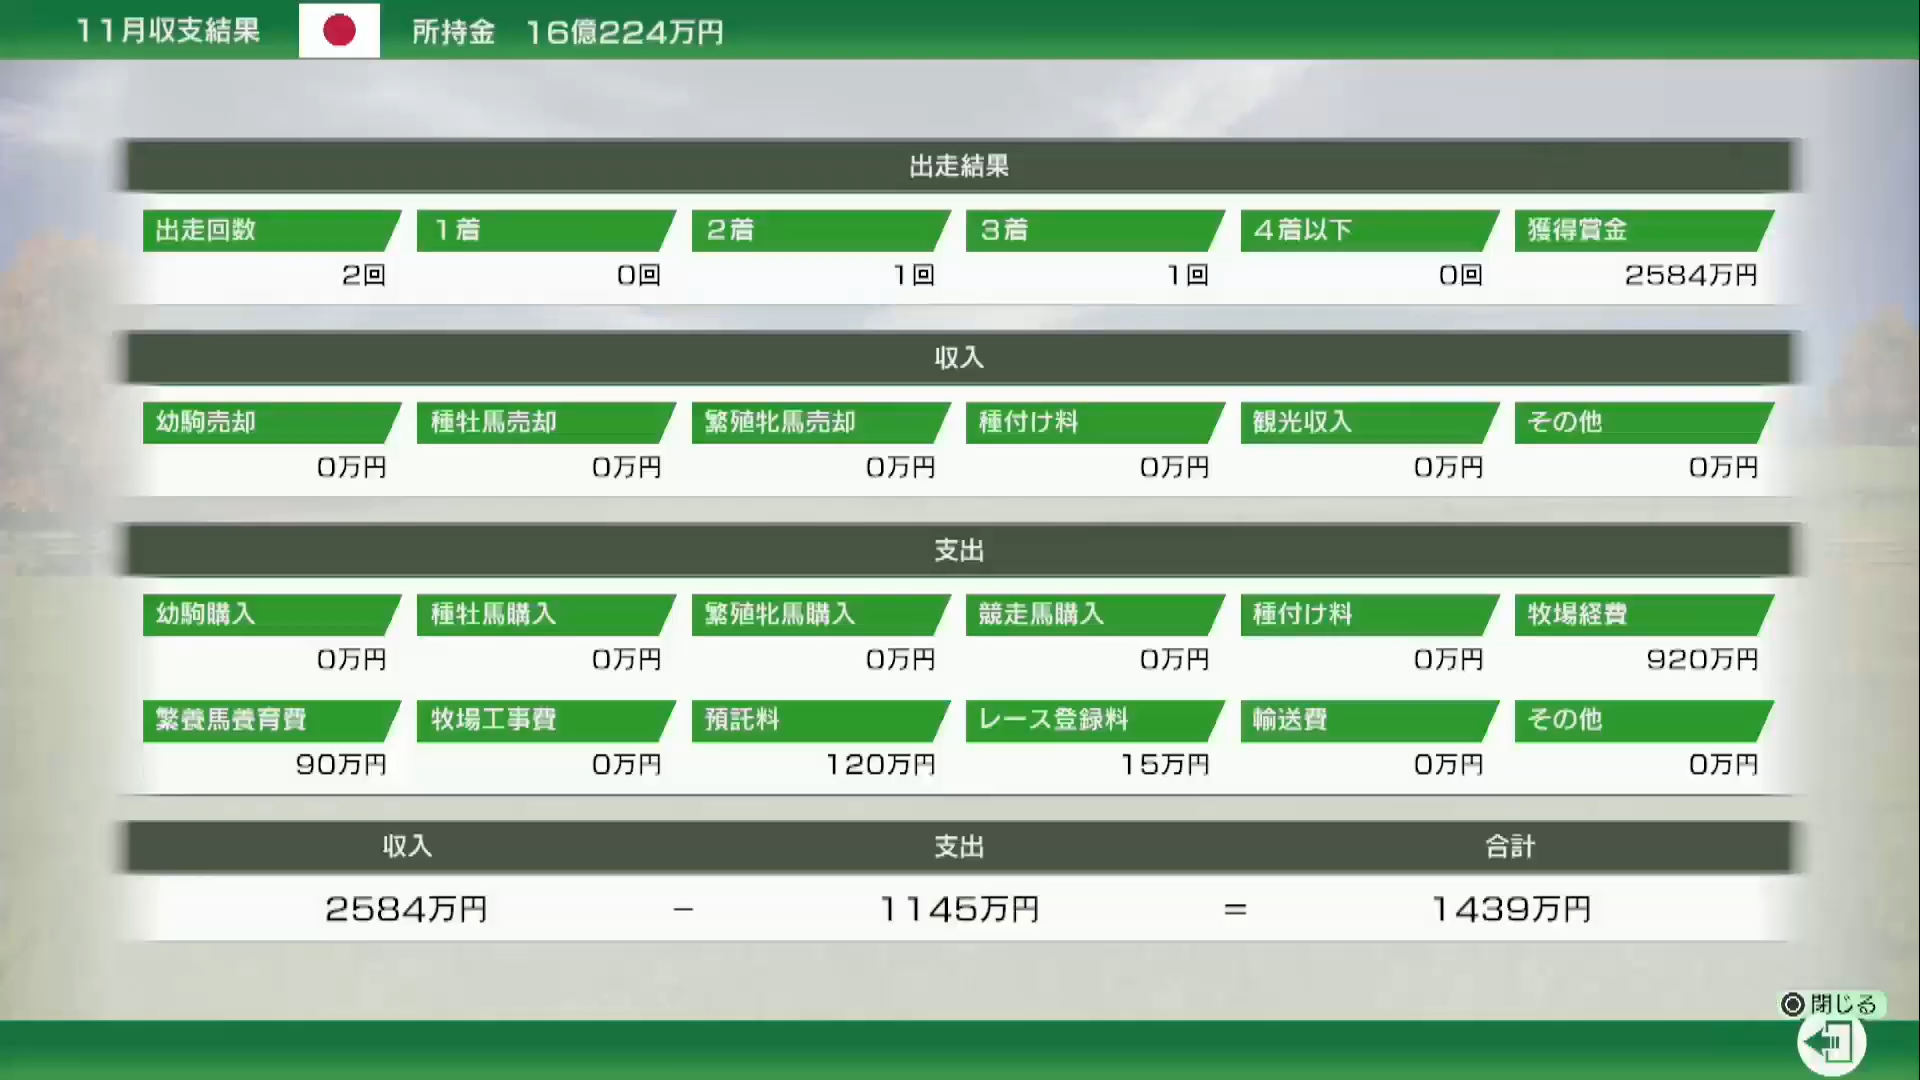 11月収支結果 所持金 16億224万円
出走結果
出走回数 1着 2着 3着 4着以下 獲得賞金
2回 0回 1回 1回 0回 2584万円
収入
幼駒売却 種牡馬売却 繁殖牝馬売却 種付け料 観光収入 その他
0万円 0万円 0万円 0万円 0万円 0万円
支出
幼駒購入 種牡馬購入 繁殖牝馬購入 競走馬購入 種付け料 牧場経費
0万円 0万円 0万円 0万円 0万円 920万円
繋養馬養育費 牧場工事費 預託料 レース登録料 輸送費 その他
90万円 0万円 120万円 15万円 0万円 0万円
収入 支出 合計
2584万円 − 1145万円 = 1439万円
閉じる